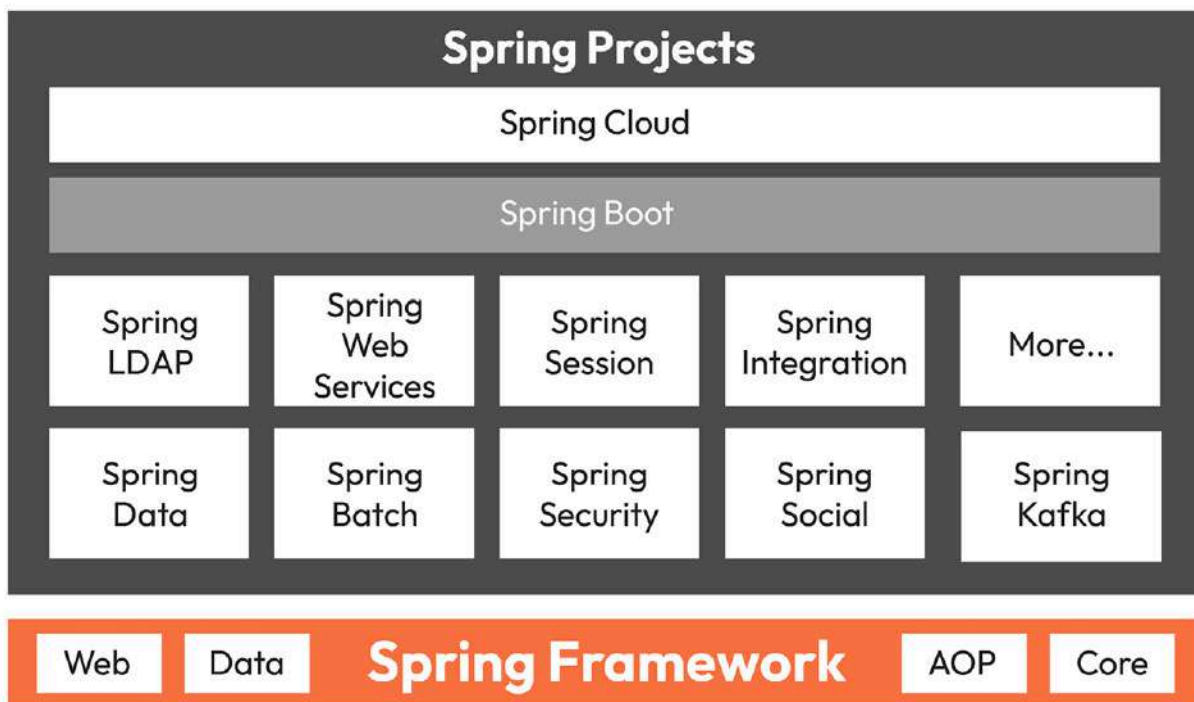 Spring Projects
Spring Cloud
Spring Boot
Spring
LDAP
Spring
Web
Services
Spring
Session
Spring
Integration
More...
Spring
Data
Spring
Batch
Spring
Security
Spring
Social
Spring
Kafka
Web
Data
Spring Framework
AOP
Core